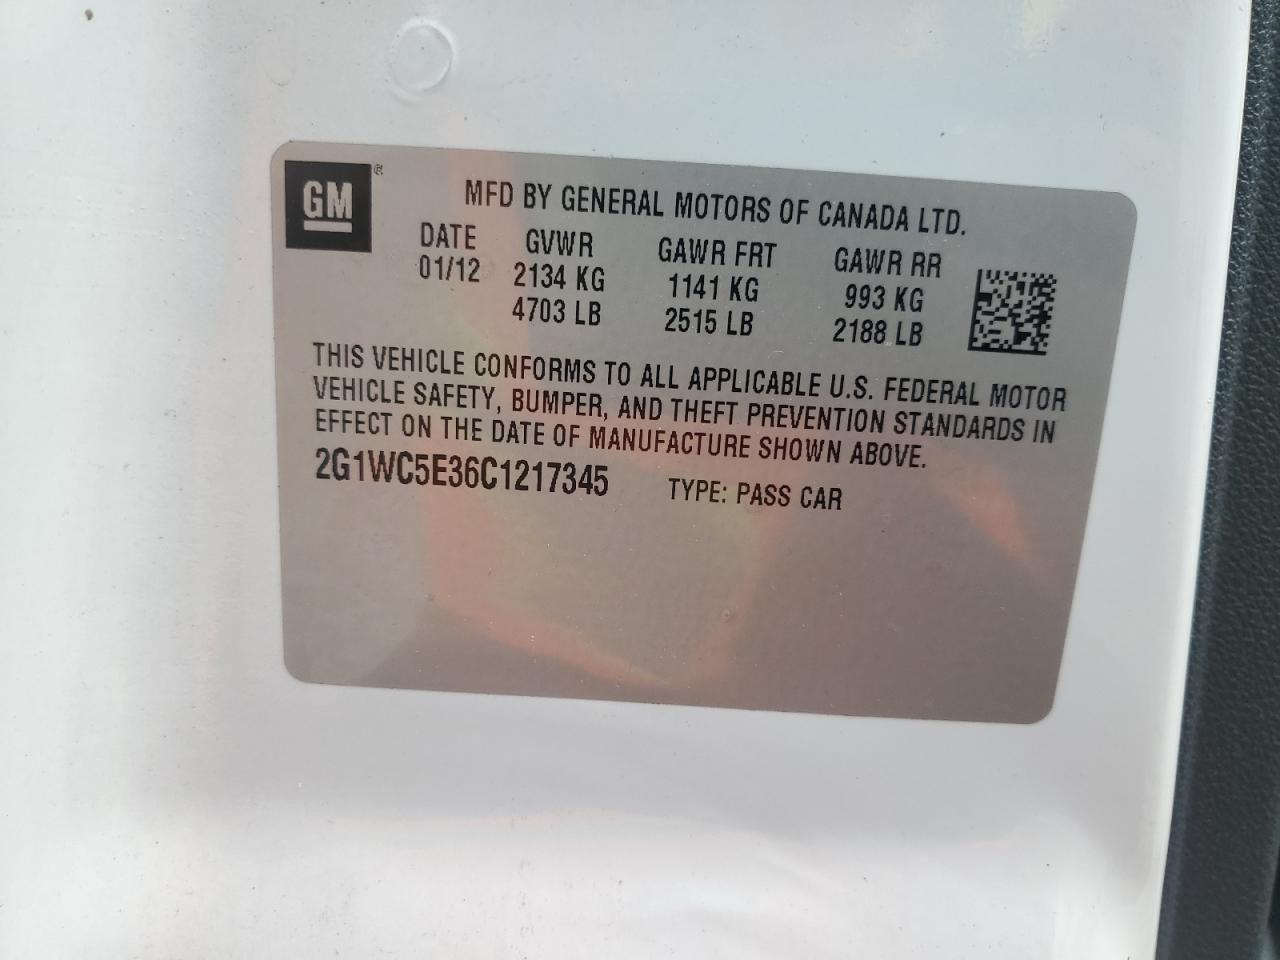 GM®
MFD BY GENERAL MOTORS OF CANADA LTD.
DATE GVWR GAWR FRT GAWR RR
01/12 2134 KG 1141 KG 993 KG
4703 LB 2515 LB 2188 LB
THIS VEHICLE CONFORMS TO ALL APPLICABLE U.S. FEDERAL MOTOR
VEHICLE SAFETY, BUMPER, AND THEFT PREVENTION STANDARDS IN
EFFECT ON THE DATE OF MANUFACTURE SHOWN ABOVE.
2G1WC5E36C1217345 TYPE: PASS CAR